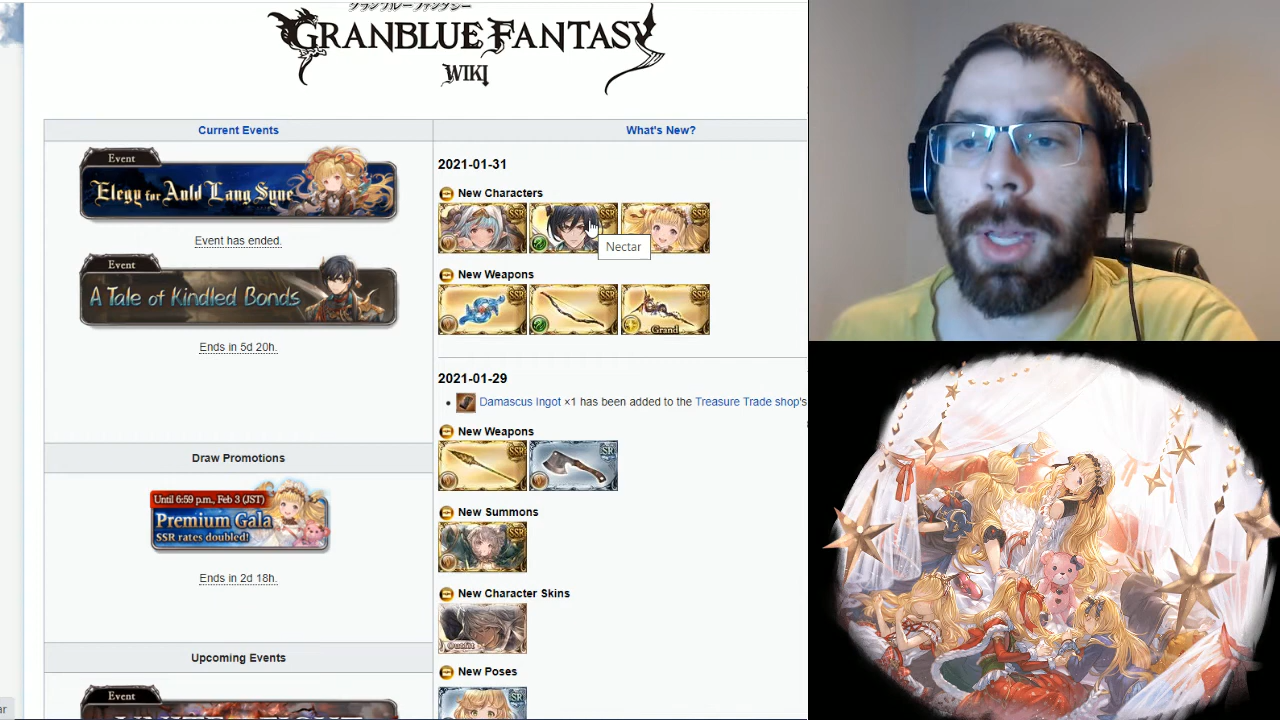 グランブルーファンタジー
GRANBLUE FANTASY
WIKI
Current Events
What's New?
Event
Elegy for Auld Lang Syne
Event has ended.
Event
A Tale of Kindled Bonds
Ends in 5d 20h.
2021-01-31
New Characters
SSR
SSR
SSR
Nectar
New Weapons
SSR
SSR
SSR
Grand
2021-01-29
Damascus Ingot ×1 has been added to the Treasure Trade shop's
New Weapons
SSR
SR
New Summons
SSR
New Character Skins
Outfit
New Poses
SR
Draw Promotions
Until 6:59 p.m., Feb 3 (JST)
Premium Gala
SSR rates doubled!
Ends in 2d 18h.
Upcoming Events
Event
ar